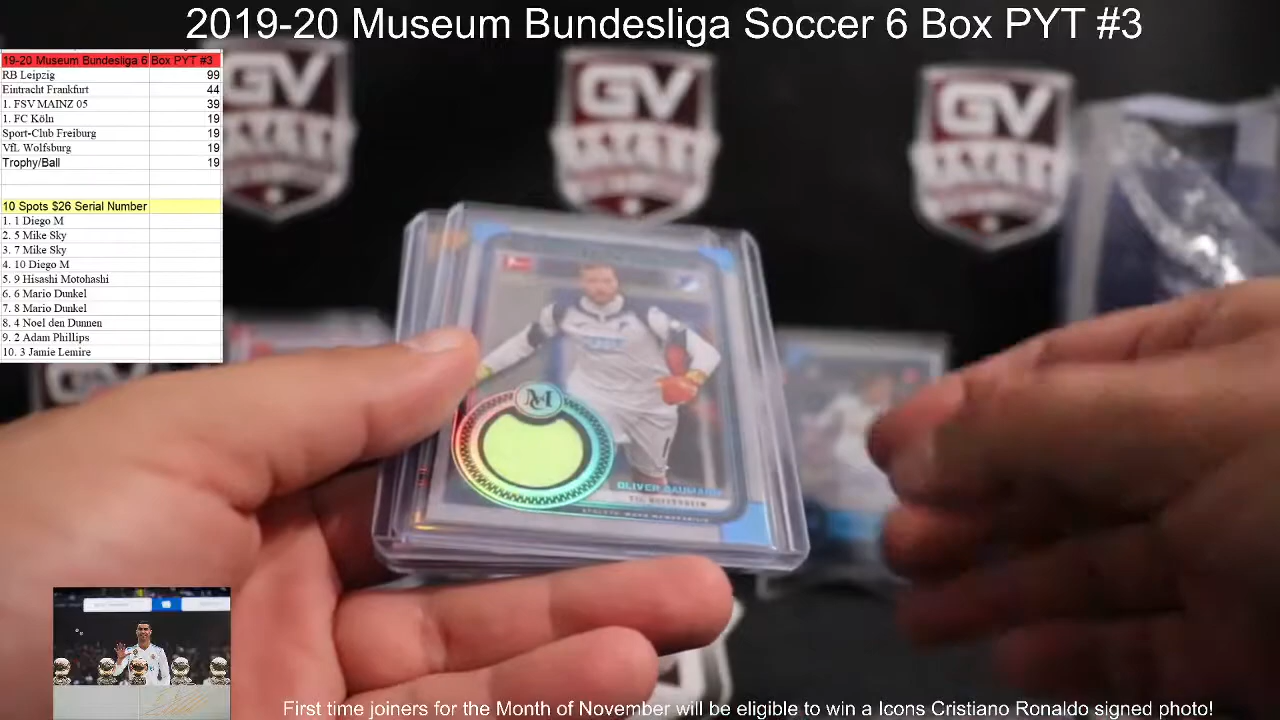 2019-20 Museum Bundesliga Soccer 6 Box PYT #3
19-20 Museum Bundesliga 6 Box PYT #3
RB Leipzig 99
Eintracht Frankfurt 44
1. FSV MAINZ 05 39
1. FC Köln 19
Sport-Club Freiburg 19
VfL Wolfsburg 19
Trophy/Ball 19
10 Spots $26 Serial Number
1. 1 Diego M
2. 5 Mike Sky
3. 7 Mike Sky
4. 10 Diego M
5. 9 Hisashi Motohashi
6. 6 Mario Dunkel
7. 8 Mario Dunkel
8. 4 Noel den Dunnen
9. 2 Adam Phillips
10. 3 Jamie Lemire
GV
GV
GV
MC
OLIVER BAUMANN
TSG HOFFENHEIM
First time joiners for the Month of November will be eligible to win a Icons Cristiano Ronaldo signed photo!